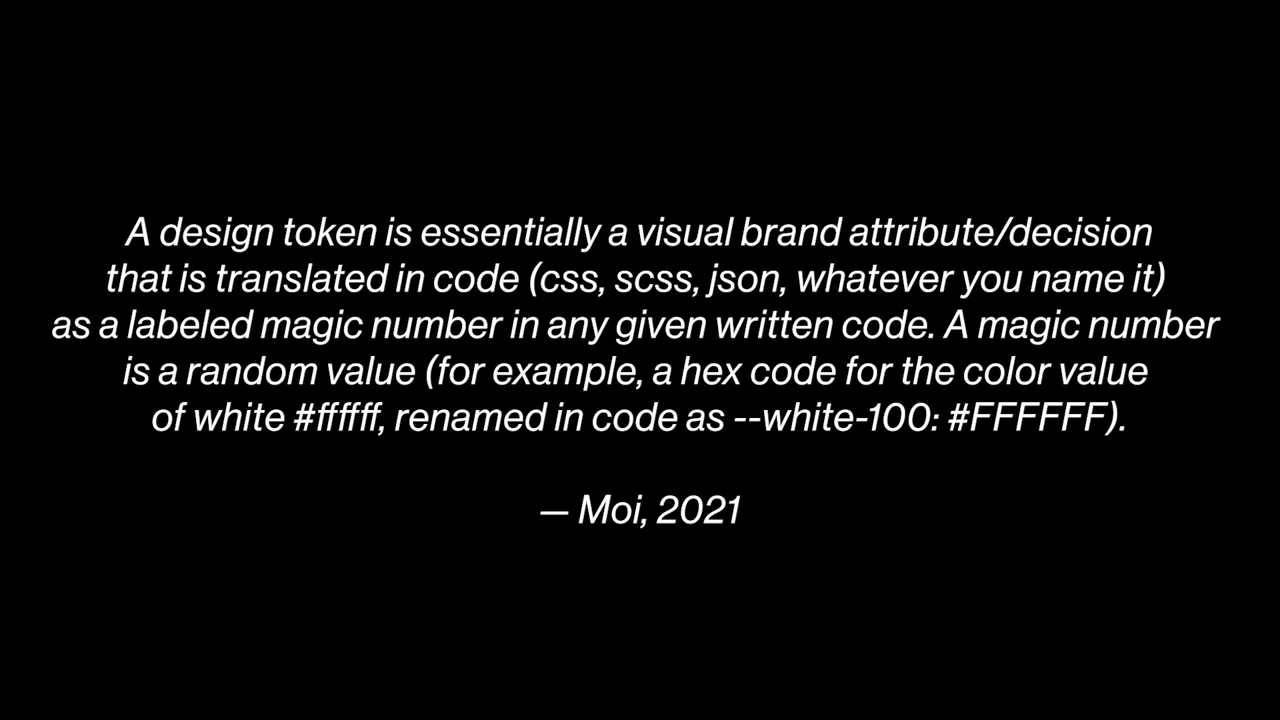 A design token is essentially a visual brand attribute/decision
that is translated in code (css, scss, json, whatever you name it)
as a labeled magic number in any given written code. A magic number
is a random value (for example, a hex code for the color value
of white #ffffff, renamed in code as --white-100: #FFFFFF).
— Moi, 2021